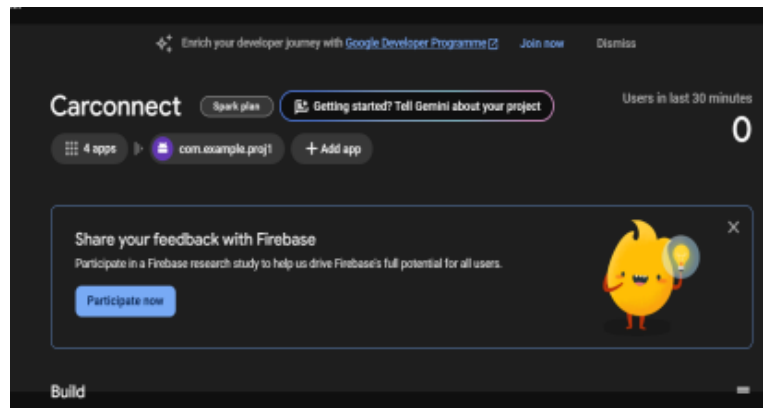 Enrich your developer journey with Google Developer Programme Join now Dismiss
Carconnect Spark plan Getting started? Tell Gemini about your project Users in last 30 minutes
0
4 apps com.example.proj1 + Add app
Share your feedback with Firebase
Participate in a Firebase research study to help us drive Firebase's full potential for all users.
Participate now
Build